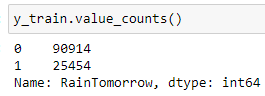 y_train.value_counts()
0    90914
1    25454
Name: RainTomorrow, dtype: int64